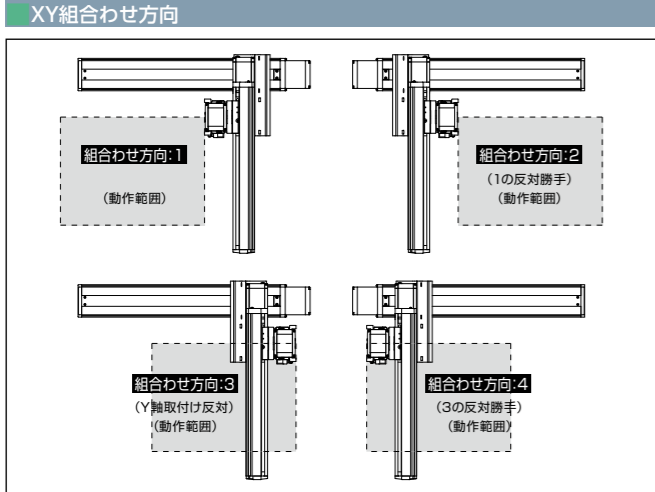 XY組合わせ方向
組合わせ方向:1
(動作範囲)
組合わせ方向:2
(1の反対勝手)
(動作範囲)
組合わせ方向:3
(Y軸取付け反対)
(動作範囲)
組合わせ方向:4
(3の反対勝手)
(動作範囲)